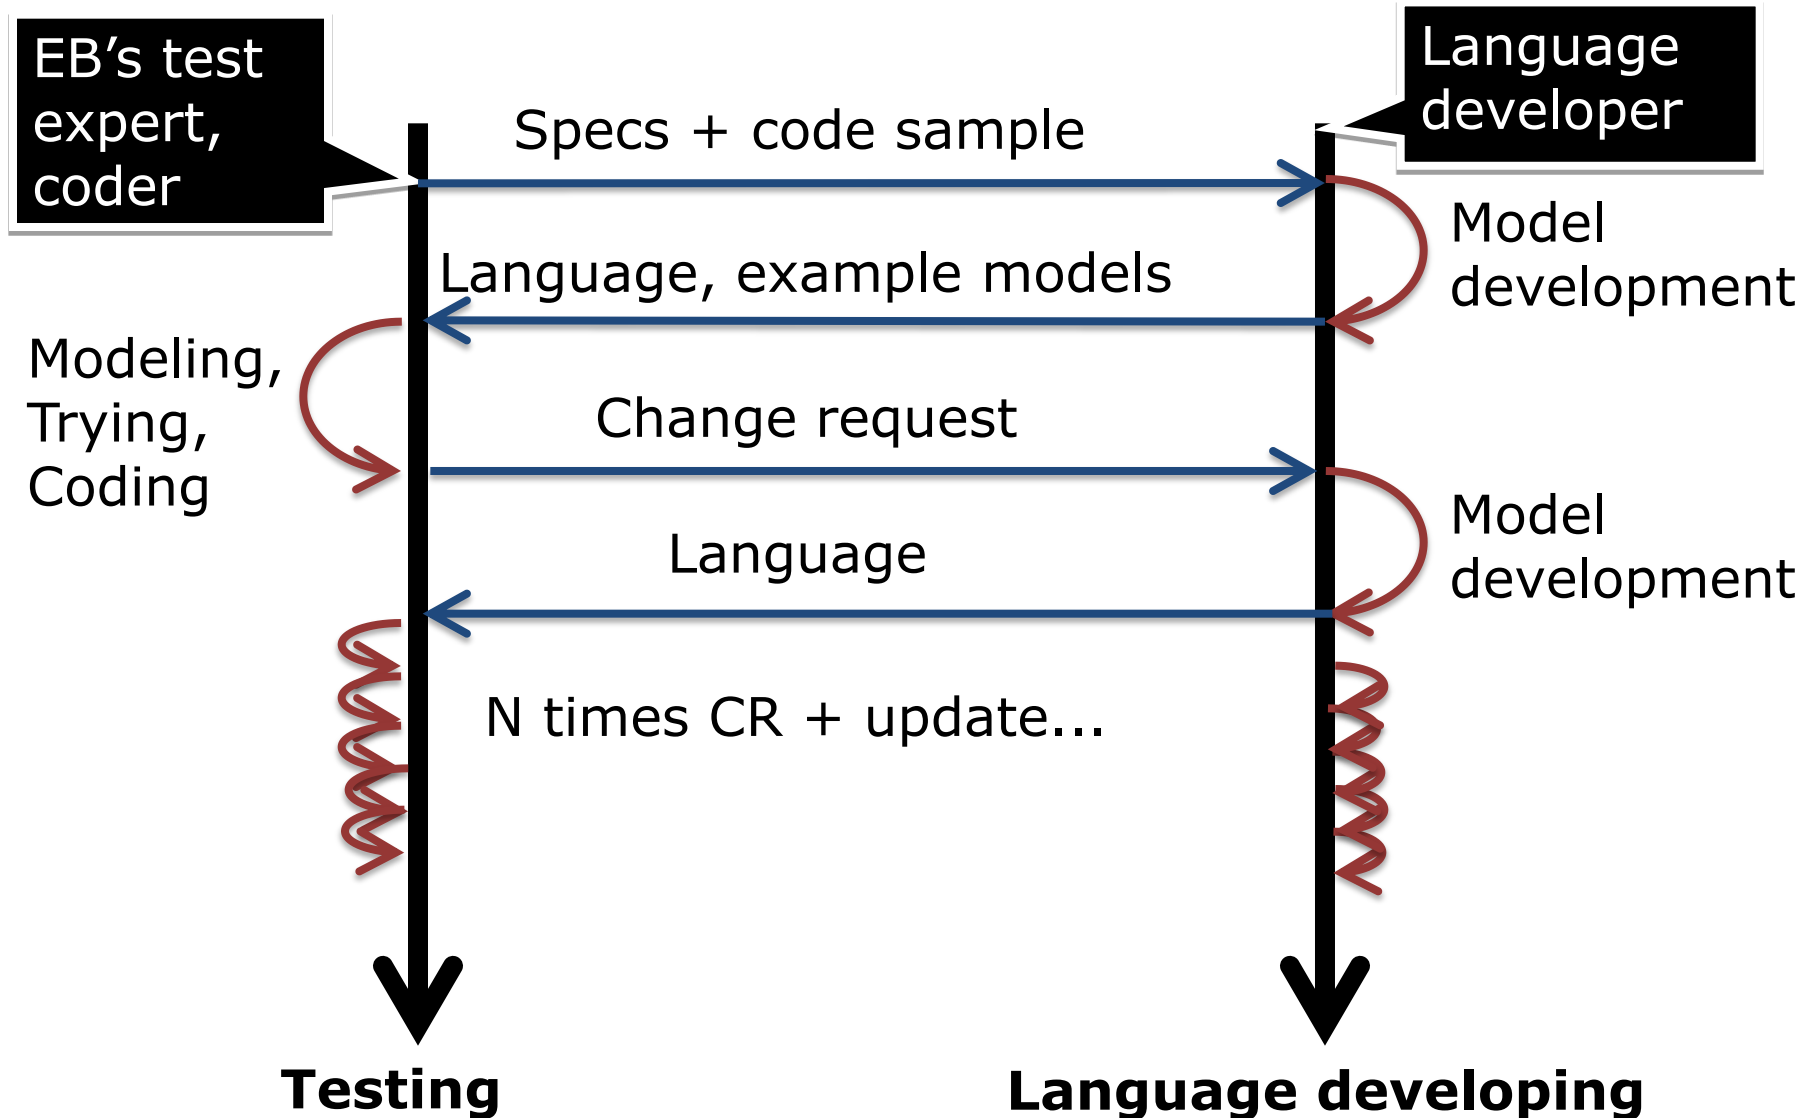 EB’s test
expert,
coder
Language
developer
Specs + code sample
Model
development
Language, example models
Modeling,
Trying,
Coding
Change request
Model
development
Language
N times CR + update...
Testing
Language developing